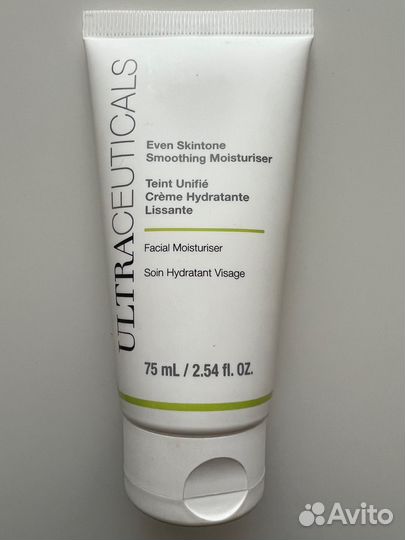 ULTRACEUTICALS
Even Skintone
Smoothing Moisturiser
Teint Unifié
Crème Hydratante
Lissante
Facial Moisturiser
Soin Hydratant Visage
75 mL / 2.54 fl. OZ.
Avito